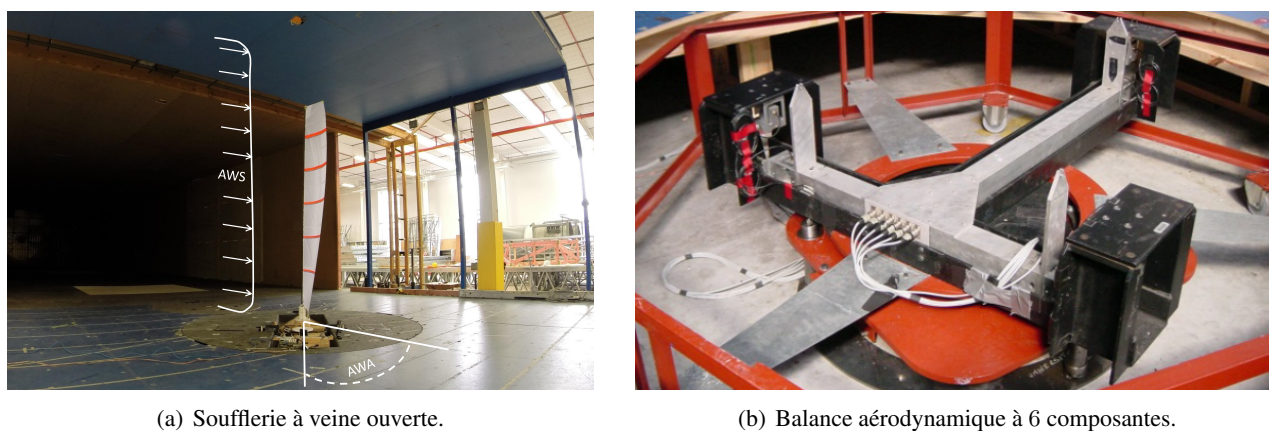 AWS
AWA
(a) Soufflerie à veine ouverte.
(b) Balance aérodynamique à 6 composantes.